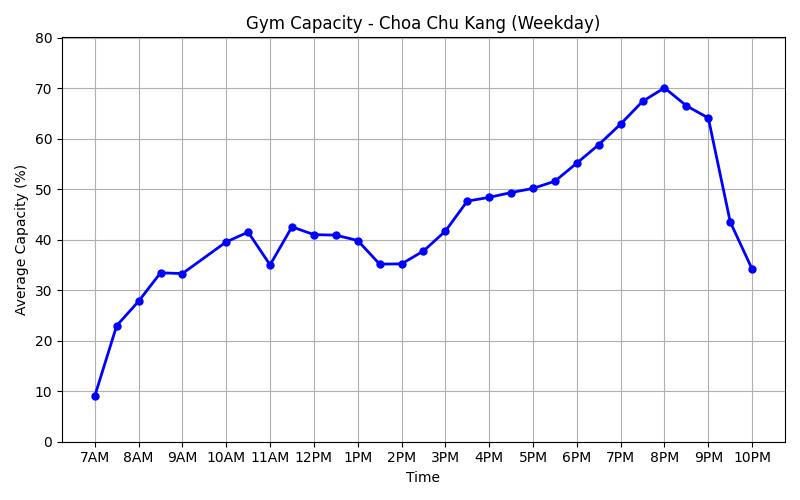 Gym Capacity - Choa Chu Kang (Weekday)
80
70
60
50
40
30
20
10
0
Average Capacity (%)
7AM 8AM 9AM 10AM 11AM 12PM 1PM 2PM 3PM 4PM 5PM 6PM 7PM 8PM 9PM 10PM
Time